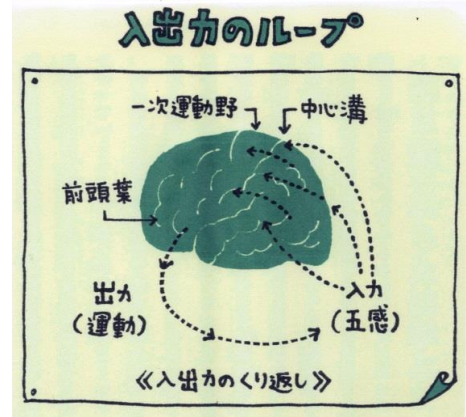 入出力のループ
一次運動野
中心溝
前頭葉
出力
(運動)
入力
(五感)
≪入出力のくり返し≫